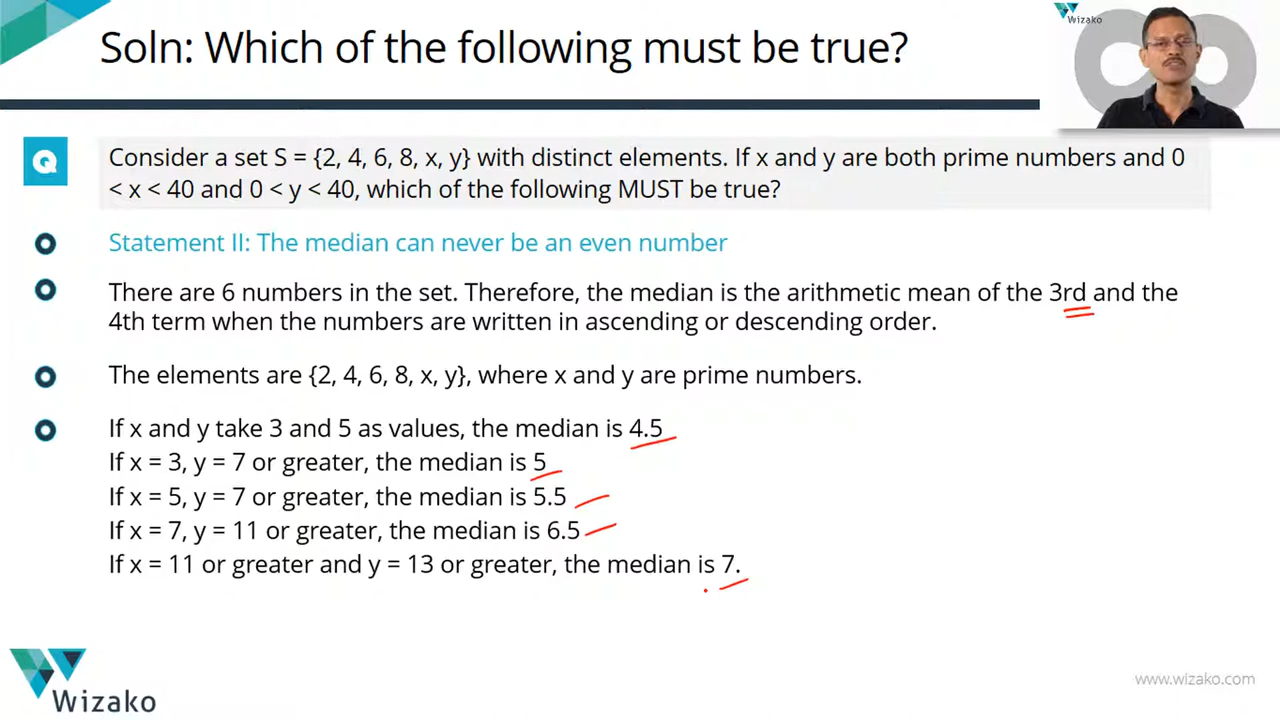 Soln: Which of the following must be true?
Wizako
Q
Consider a set S = {2, 4, 6, 8, x, y} with distinct elements. If x and y are both prime numbers and 0
< x < 40 and 0 < y < 40, which of the following MUST be true?
Statement II: The median can never be an even number
There are 6 numbers in the set. Therefore, the median is the arithmetic mean of the 3rd and the
4th term when the numbers are written in ascending or descending order.
The elements are {2, 4, 6, 8, x, y}, where x and y are prime numbers.
If x and y take 3 and 5 as values, the median is 4.5
If x = 3, y = 7 or greater, the median is 5
If x = 5, y = 7 or greater, the median is 5.5
If x = 7, y = 11 or greater, the median is 6.5
If x = 11 or greater and y = 13 or greater, the median is 7.
Wizako
www.wizako.com